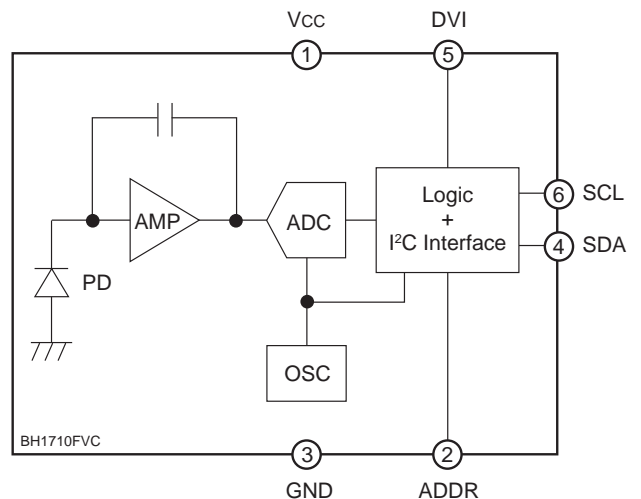 VCC
DVI
1
5
AMP
ADC
Logic
+
I²C Interface
6 SCL
4 SDA
PD
OSC
BH1710FVC
3
2
GND
ADDR